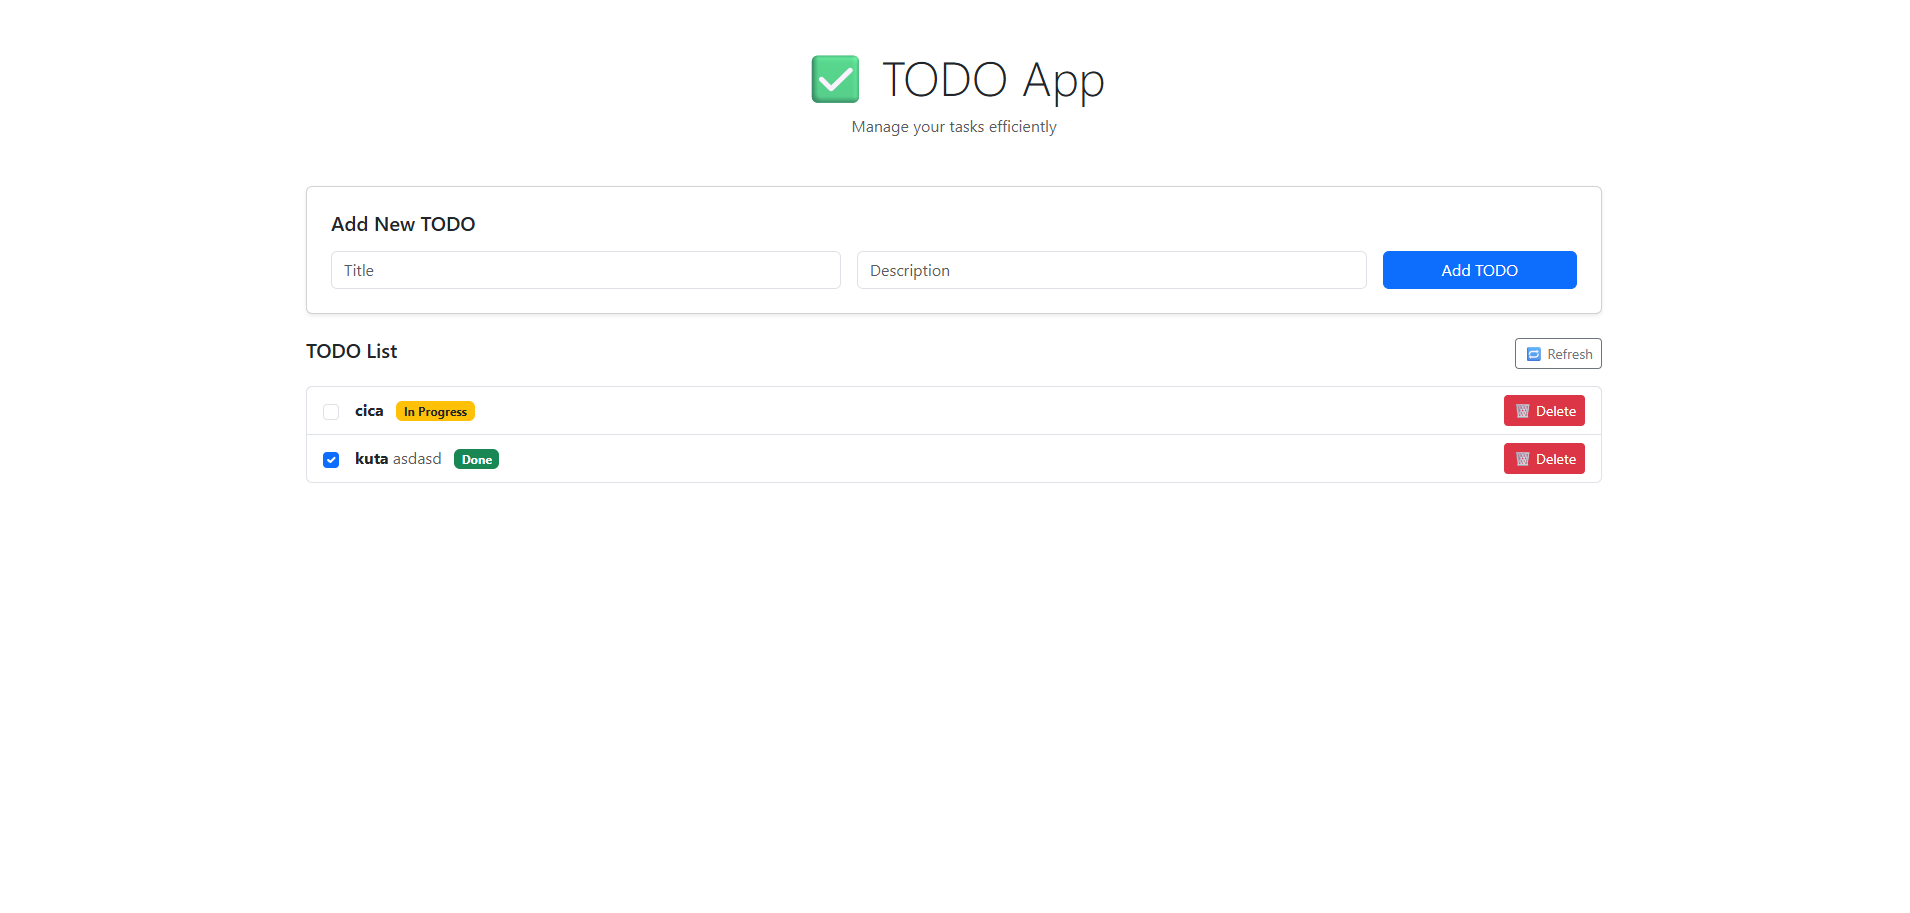 ✅ TODO App
Manage your tasks efficiently
Add New TODO
Title Description Add TODO
TODO List 🔁 Refresh
cica In Progress 🗑️ Delete
kuta asdasd Done 🗑️ Delete